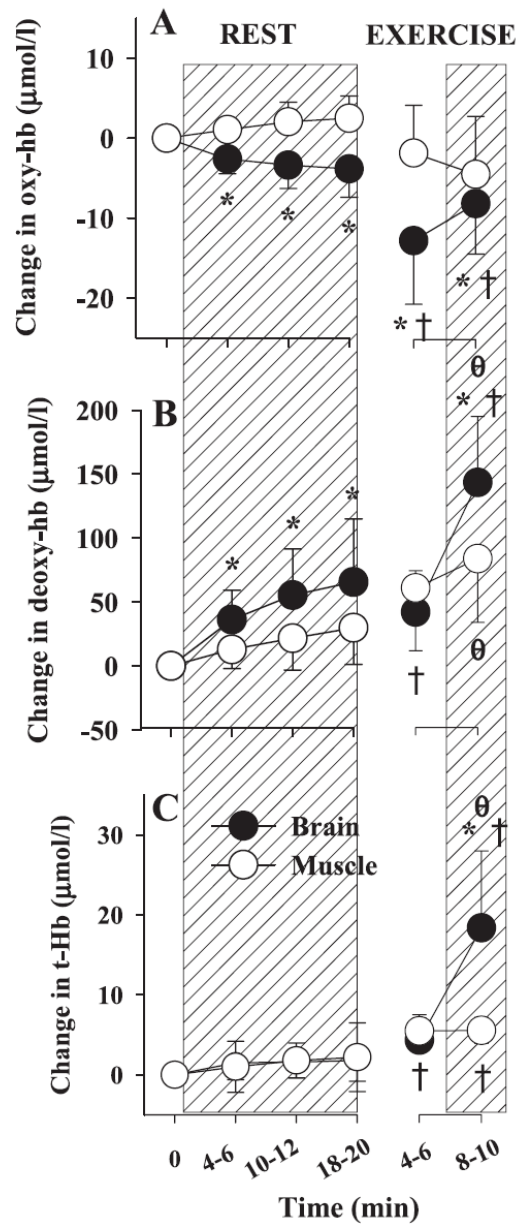 A REST EXERCISE
Change in oxy-hb (μmol/l)
10
0
-10
-20
* * *
* †
* †
B
Change in deoxy-hb (μmol/l)
200
150
100
50
0
-50
* * *
θ
* †
†
θ
C
Change in t-Hb (μmol/l)
30
20
10
0
Brain
Muscle
θ
* †
† †
0 4-6 10-12 18-20 4-6 8-10
Time (min)